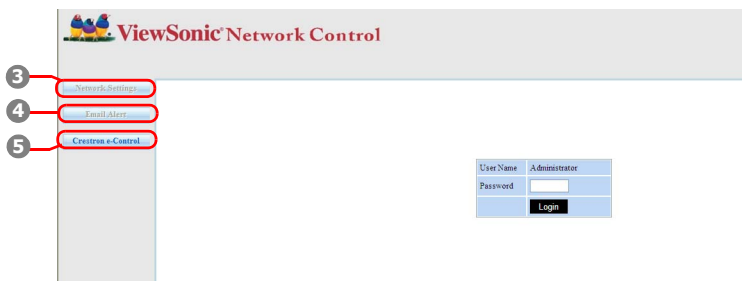 ViewSonic® Network Control
3
Network Settings
4
Email Alert
5
Crestron e-Control
User Name Administrator
Password
Login